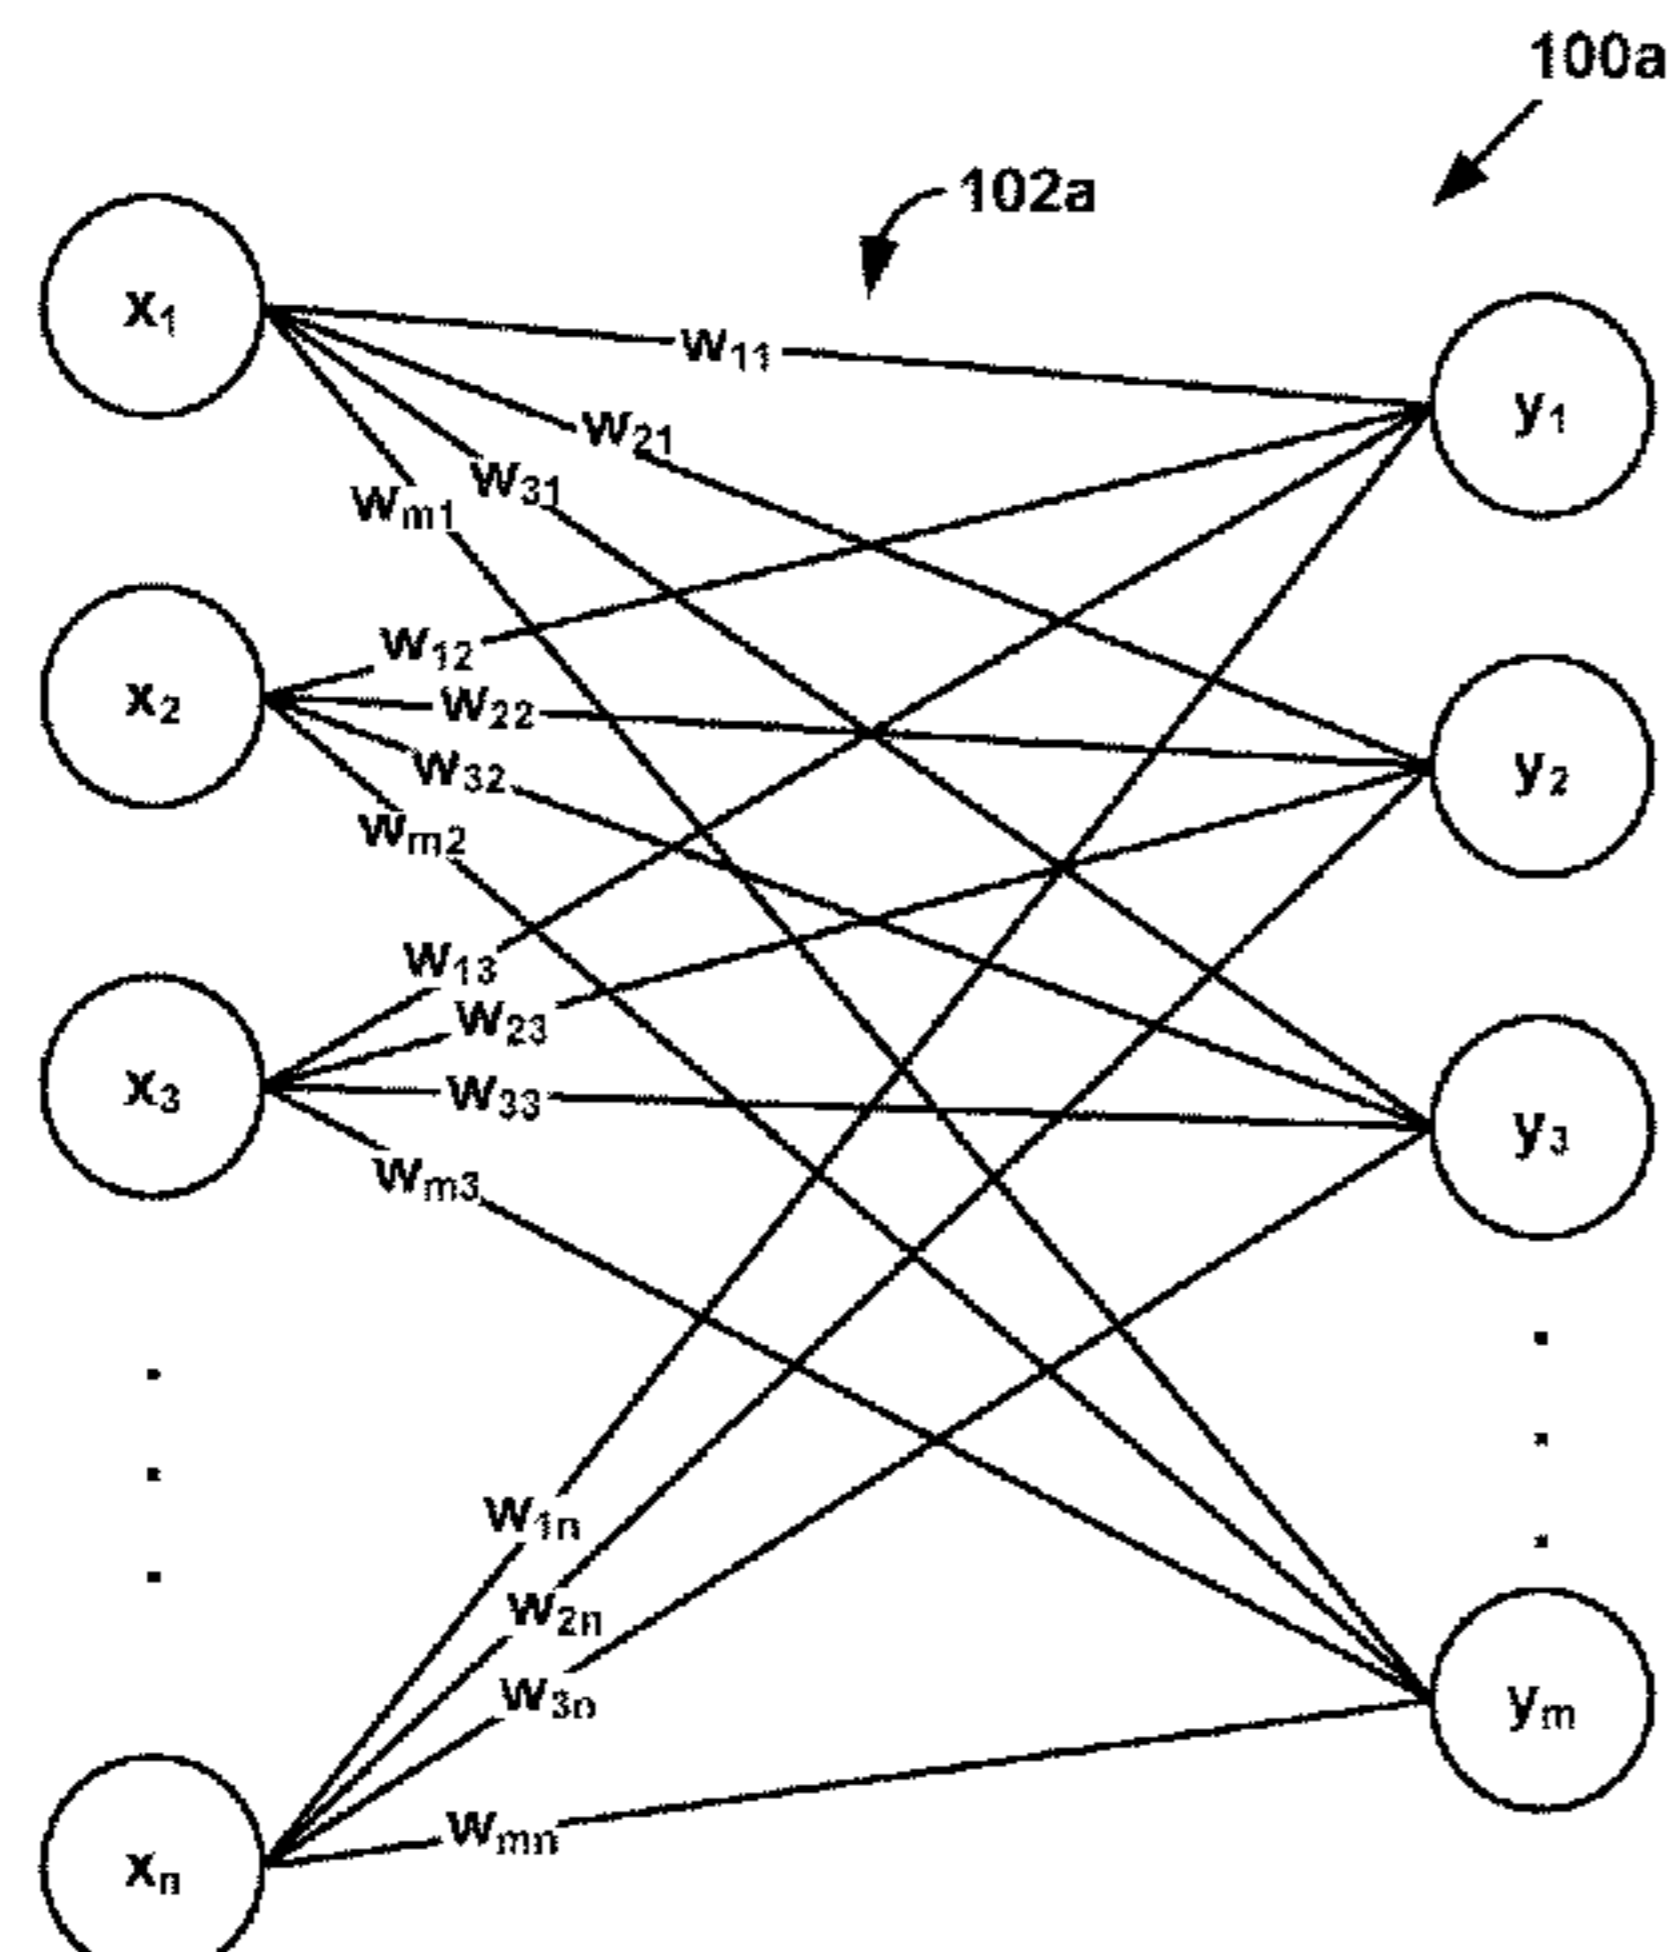 100a
102a
x₁
w₁₁
y₁
w₂₁
w₃₁
wₘ₁
w₁₂
x₂
w₂₂
y₂
w₃₂
wₘ₂
w₁₃
w₂₃
x₃
w₃₃
y₃
wₘ₃
w₁ₙ
w₂ₙ
w₃ₙ
yₘ
wₘₙ
xₙ